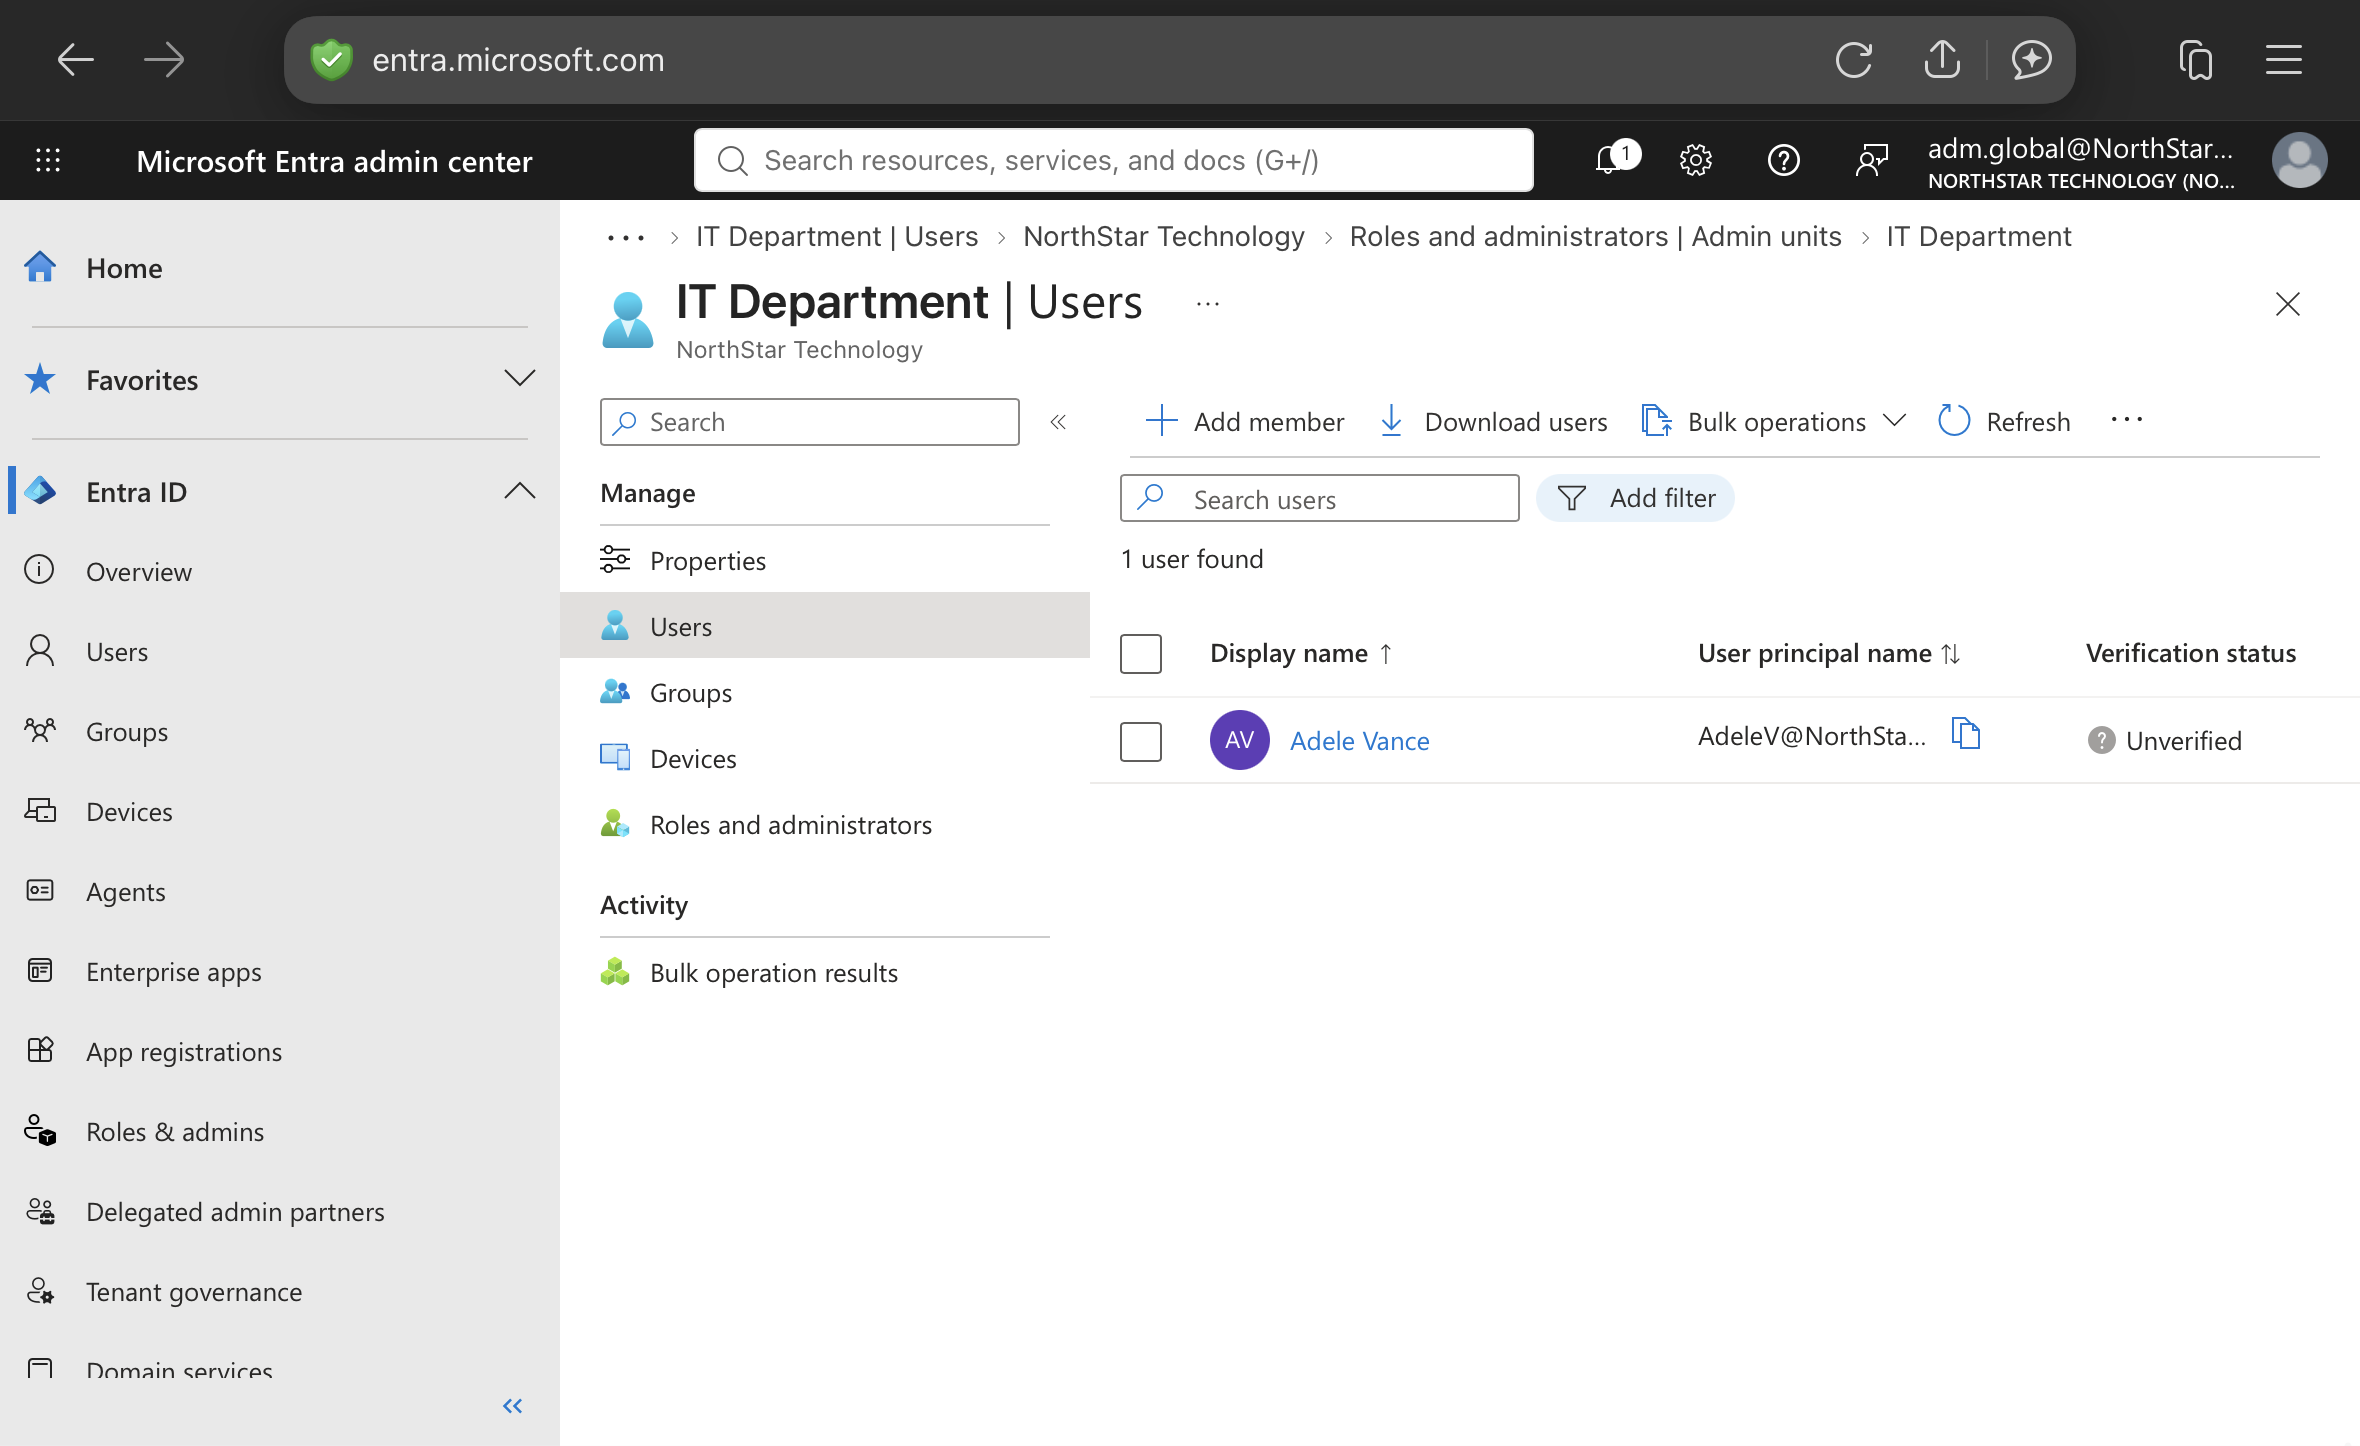 entra.microsoft.com
Microsoft Entra admin center
Search resources, services, and docs (G+/)
1
adm.global@NorthStar...
NORTHSTAR TECHNOLOGY (NO...
Home
Favorites
Entra ID
Overview
Users
Groups
Devices
Agents
Enterprise apps
App registrations
Roles & admins
Delegated admin partners
Tenant governance
Domain services
... > IT Department | Users > NorthStar Technology > Roles and administrators | Admin units > IT Department
IT Department | Users ...
NorthStar Technology
Search
Manage
Properties
Users
Groups
Devices
Roles and administrators
Activity
Bulk operation results
Add member Download users Bulk operations Refresh ...
Search users Add filter
1 user found
Display name ↑ User principal name ↑↓ Verification status
AV Adele Vance AdeleV@NorthSta... ? Unverified